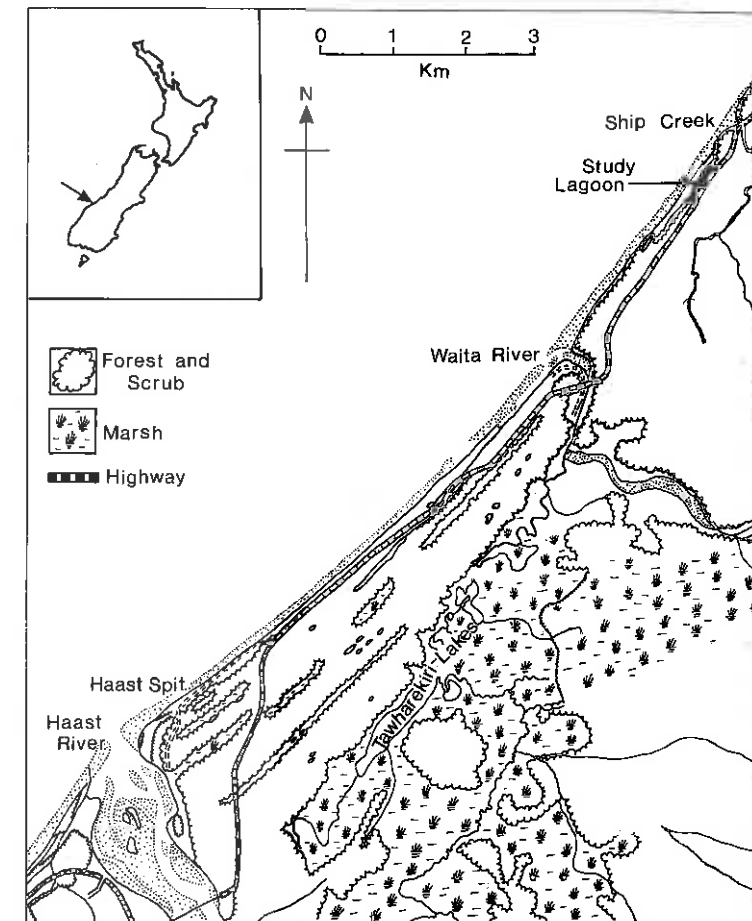 0 1 2 3
Km
N
Ship Creek
Study
Lagoon
Waita River
Forest and
Scrub
Marsh
Highway
Tawharekiri Lakes
Haast Spit
Haast
River